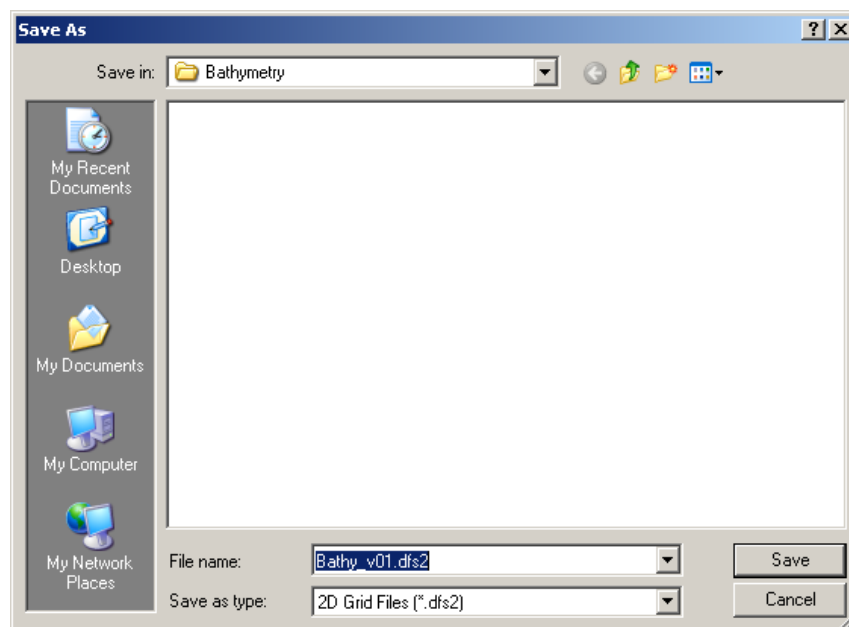 Save As
Save in:
Bathymetry
My Recent
Documents
Desktop
My Documents
My Computer
My Network
Places
File name:
Bathy_v01.dfs2
Save
Save as type:
2D Grid Files (*.dfs2)
Cancel